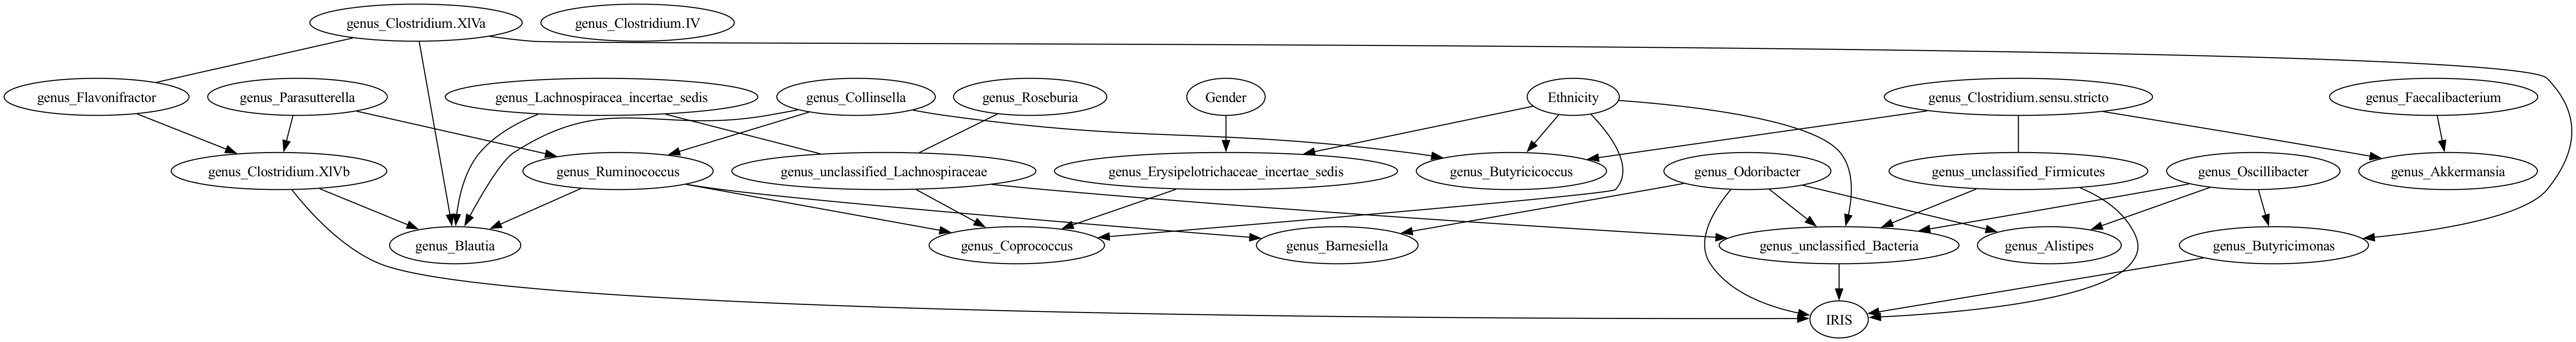 genus_Clostridium.XlVa
genus_Clostridium.IV
genus_Flavonifractor
genus_Parasutterella
genus_Lachnospiracea_incertae_sedis
genus_Collinsella
genus_Roseburia
Gender
Ethnicity
genus_Clostridium.sensu.stricto
genus_Faecalibacterium
genus_Clostridium.XlVb
genus_Ruminococcus
genus_unclassified_Lachnospiraceae
genus_Erysipelotrichaceae_incertae_sedis
genus_Butyricicoccus
genus_Odoribacter
genus_unclassified_Firmicutes
genus_Oscillibacter
genus_Akkermansia
genus_Blautia
genus_Coprococcus
genus_Barnesiella
genus_unclassified_Bacteria
genus_Alistipes
genus_Butyricimonas
IRIS